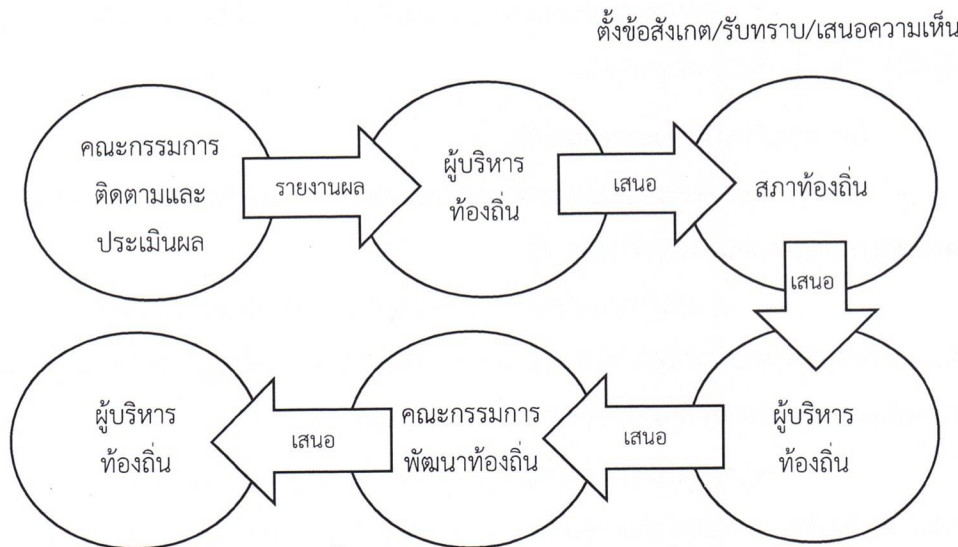 ตั้งข้อสังเกต/รับทราบ/เสนอความเห็น
คณะกรรมการ
ติดตามและ
ประเมินผล
รายงานผล
ผู้บริหาร
ท้องถิ่น
เสนอ
สภาท้องถิ่น
เสนอ
ผู้บริหาร
ท้องถิ่น
เสนอ
คณะกรรมการ
พัฒนาท้องถิ่น
เสนอ
ผู้บริหาร
ท้องถิ่น